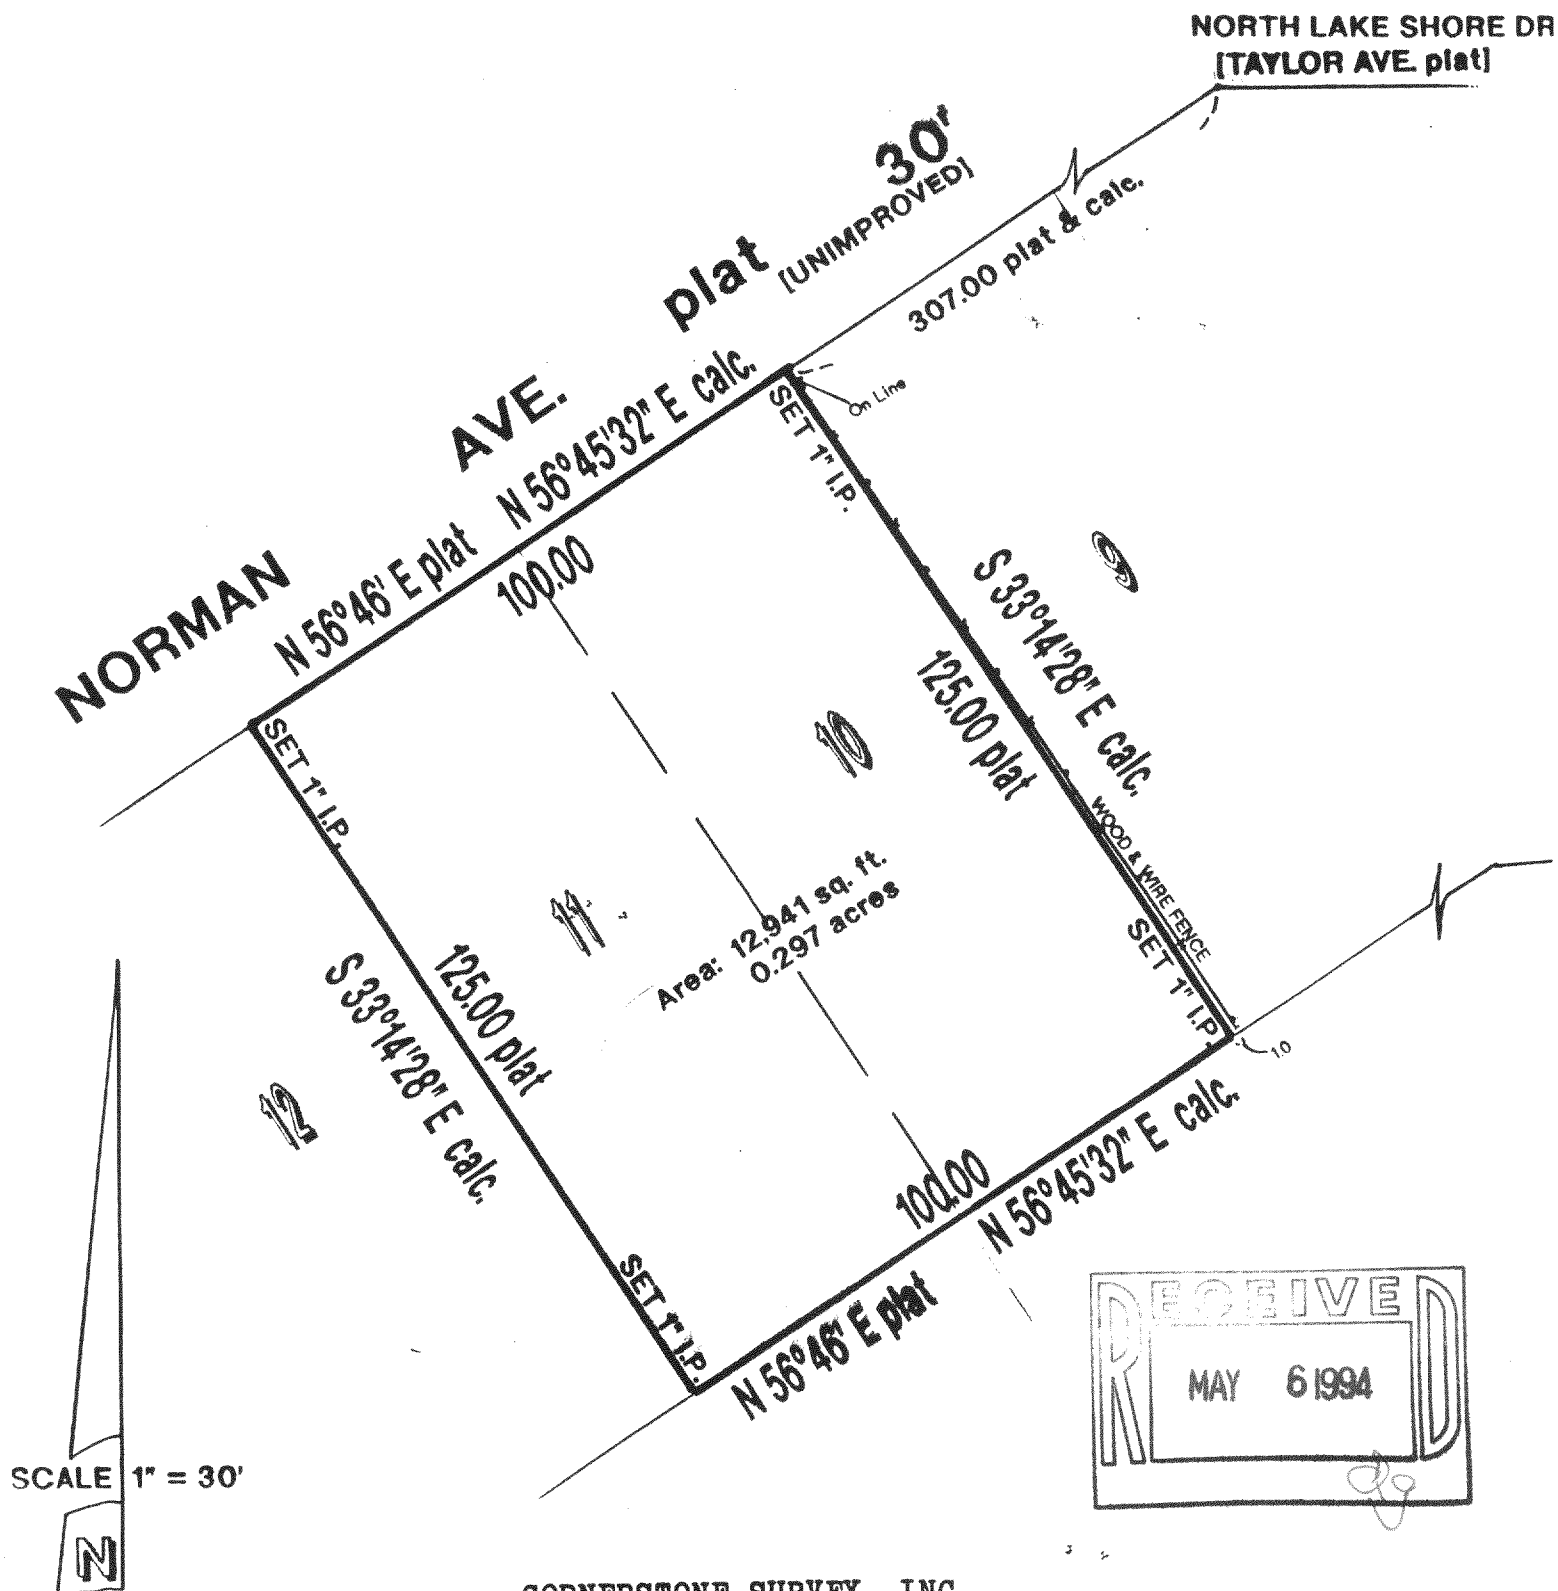 NORTH LAKE SHORE DR
[TAYLOR AVE. plat]
NORMAN AVE. plat 30'
[UNIMPROVED]
307.00 plat & calc.
N 56°46' E plat N 56°45'32" E calc.
100.00
On Line
SET 1" I.P.
SET 1" I.P.
9
S 33°14'28" E calc.
125.00 plat
10
WOOD & WIRE FENCE
11
Area: 12,941 sq. ft.
0.297 acres
125.00 plat
S 33°14'28" E calc.
12
SET 1" I.P.
1.0
SET 1" I.P.
100.00
N 56°46' E plat N 56°45'32" E calc.
RECEIVED
MAY 6 1994
SCALE 1" = 30'
N
CORNERSTONE SURVEY, INC